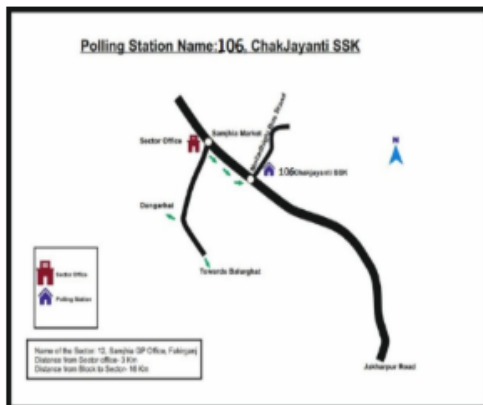 Polling Station Name:106. ChakJayanti SSK
N
Samjhia Market
Sector Office
106Chakjayanti SSK
Dangarhat
Towards Balurghat
Sector Office
Polling Station
Jakharpur Road
Name of the Sector: 12, Samjhia GP Office, Fakirganj
Distance from Sector office- 3 Km
Distance from Block to Sector- 16 Km